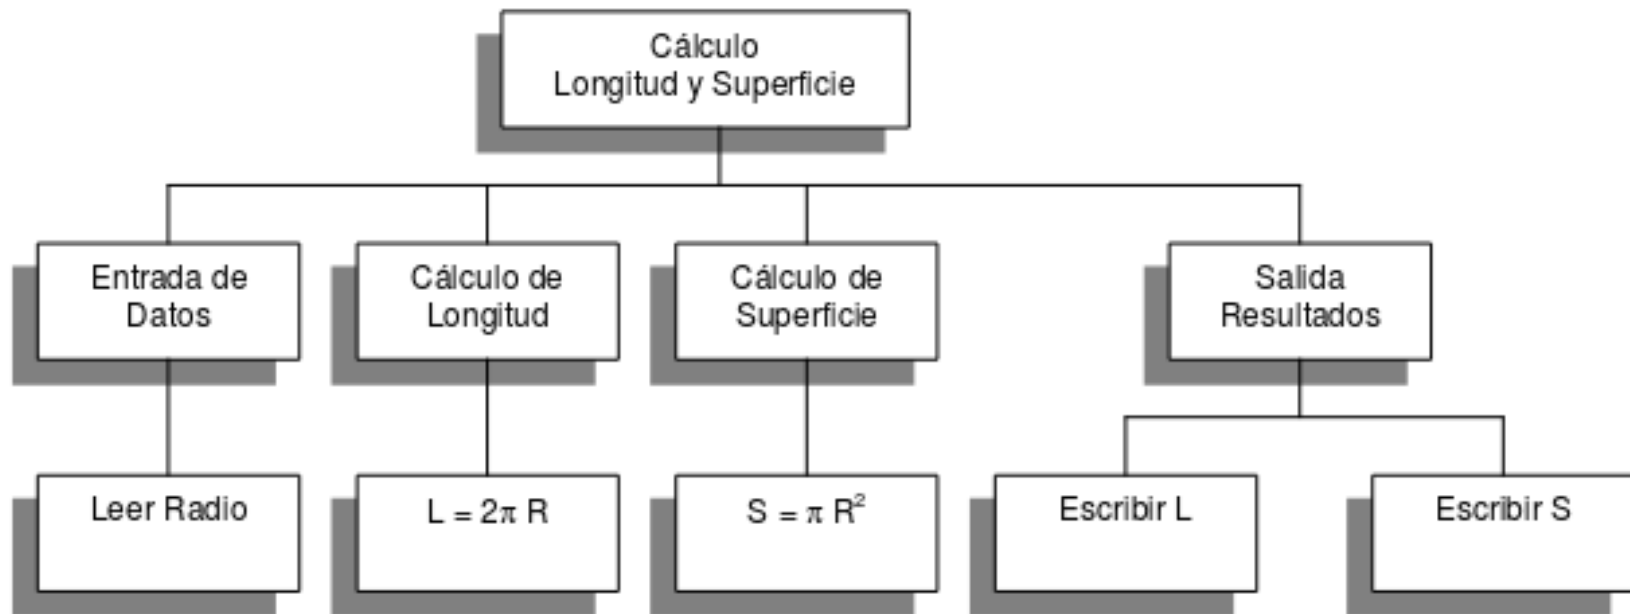 Cálculo
Longitud y Superficie
Entrada de
Datos
Cálculo de
Longitud
Cálculo de
Superficie
Salida
Resultados
Leer Radio
L = 2π R
S = π R²
Escribir L
Escribir S